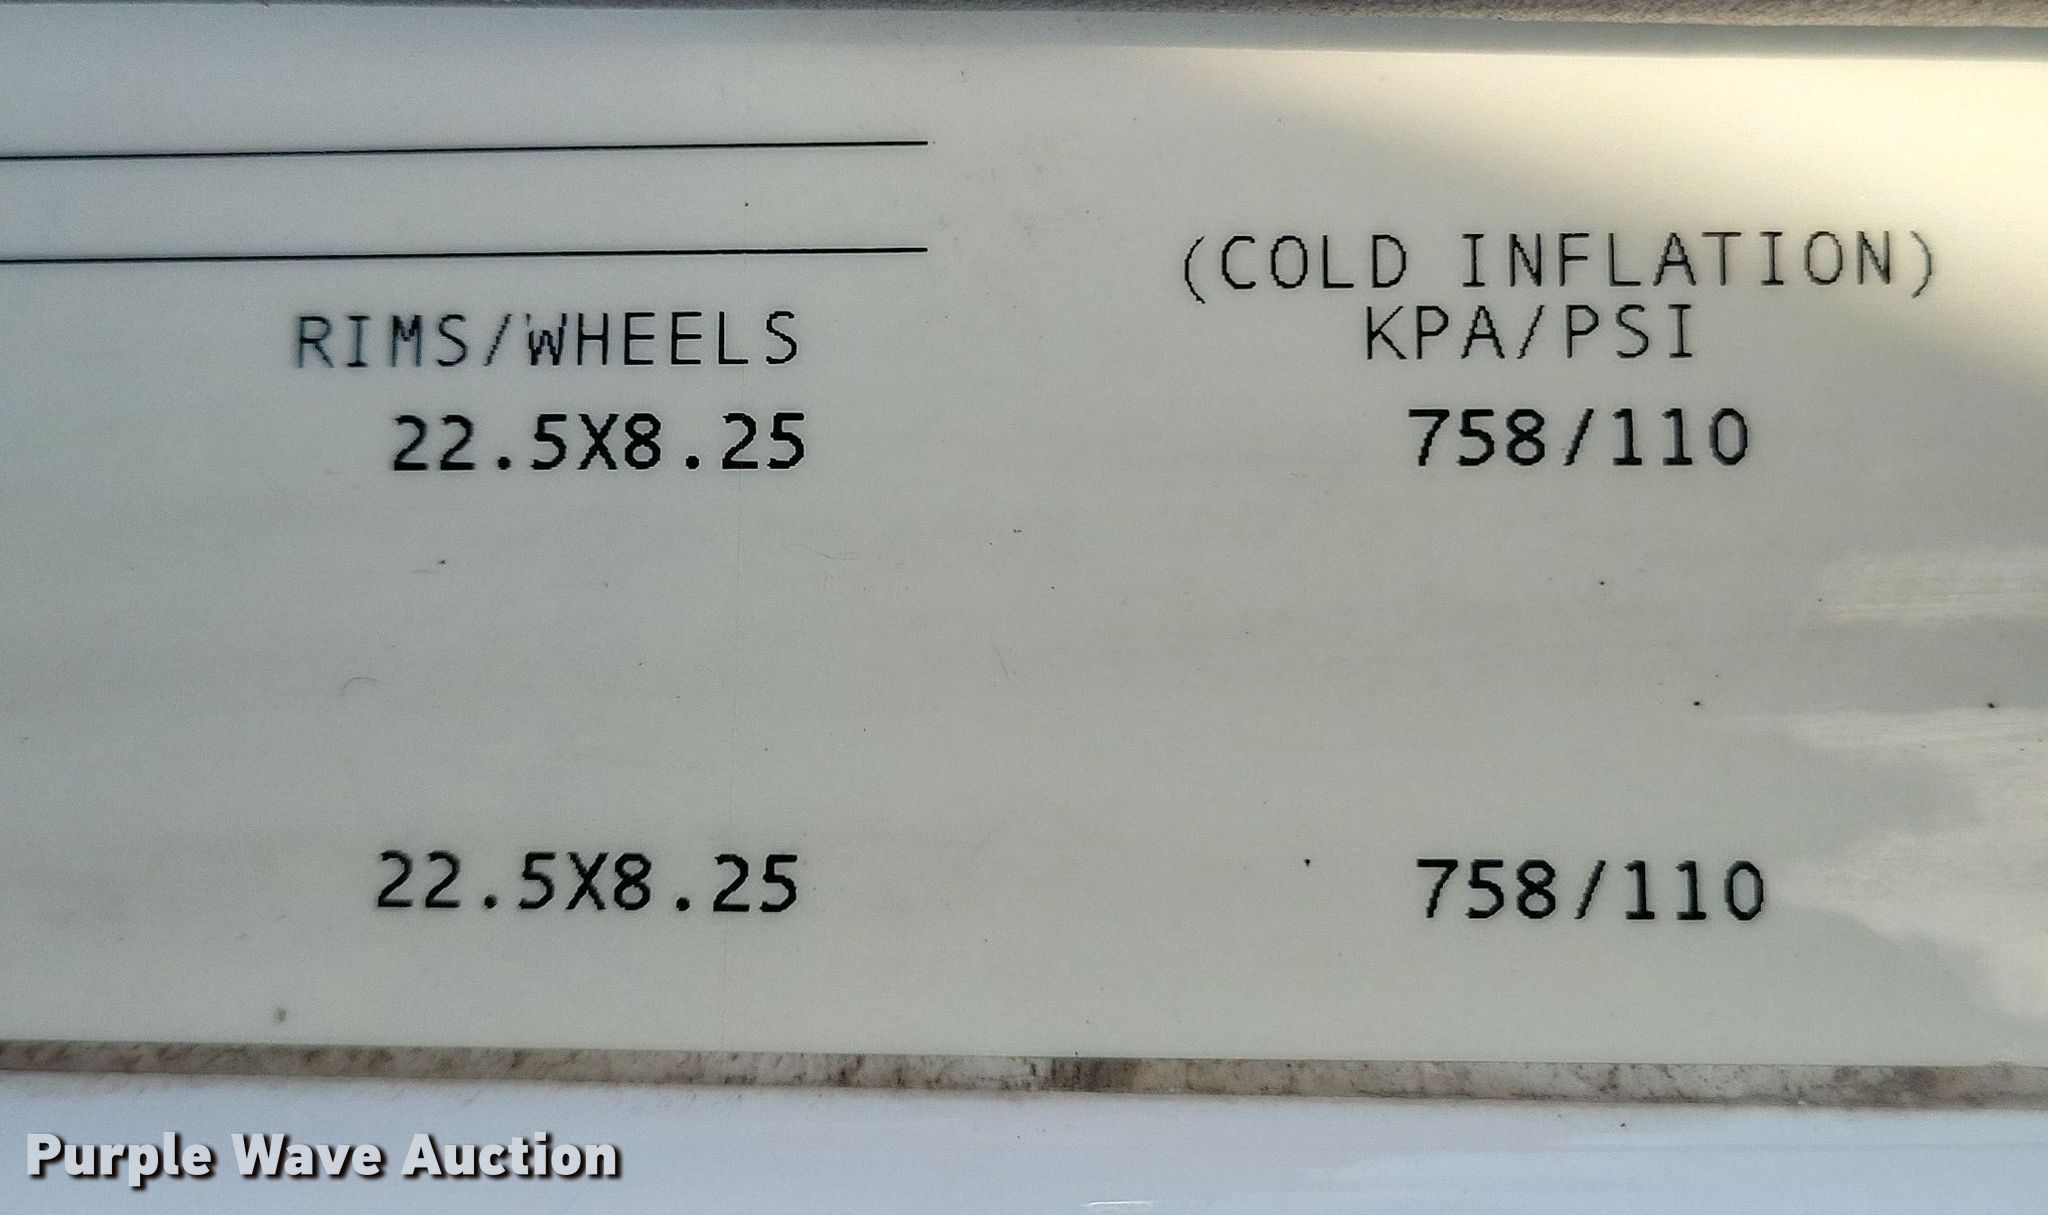 (COLD INFLATION)
RIMS/WHEELS KPA/PSI
22.5X8.25 758/110
22.5X8.25 758/110
Purple Wave Auction